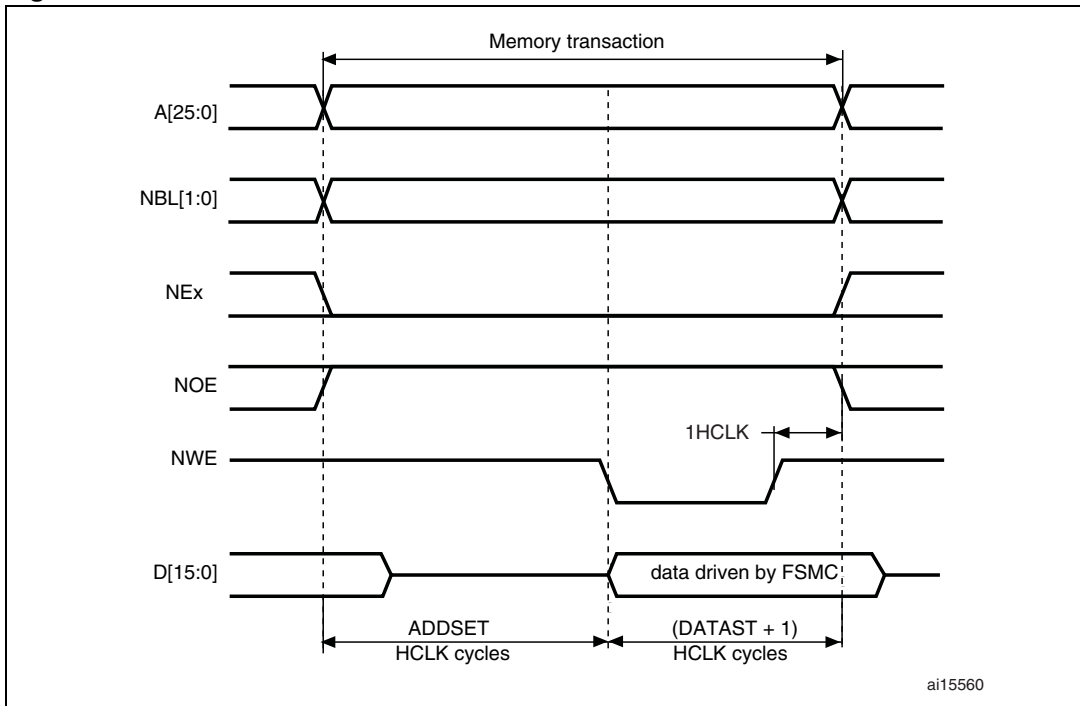 Memory transaction
A[25:0]
NBL[1:0]
NEx
NOE
1HCLK
NWE
D[15:0]
data driven by FSMC
ADDSET
HCLK cycles
(DATAST + 1)
HCLK cycles
ai15560